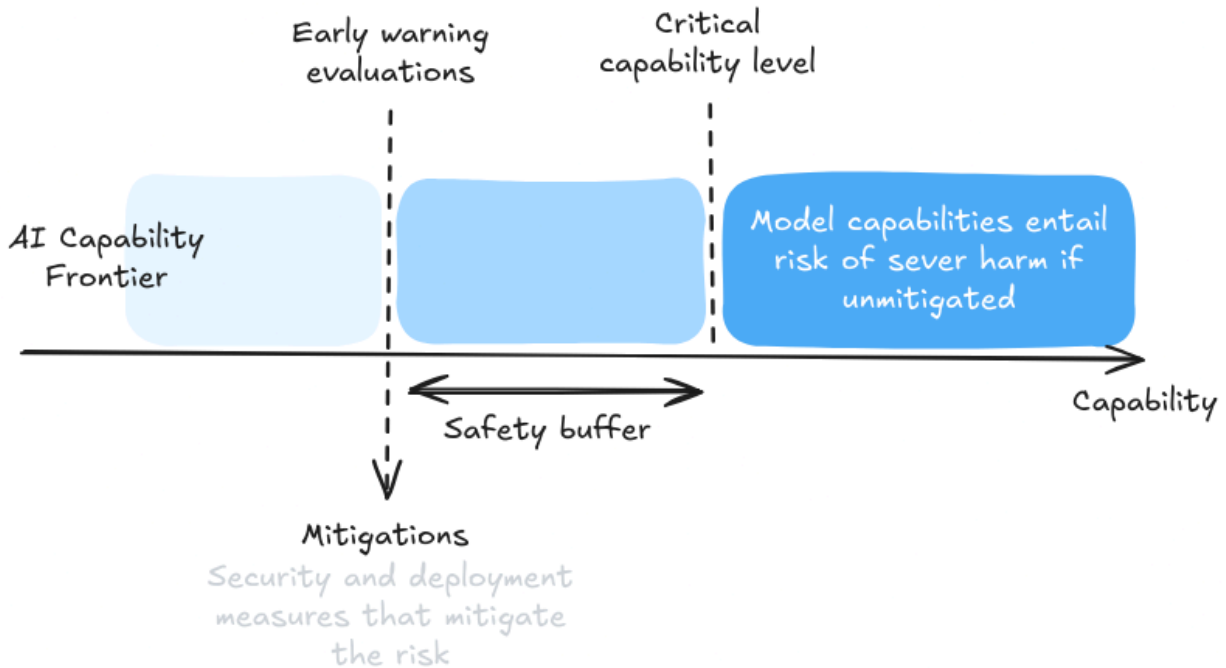 Early warning
evaluations
Critical
capability level
AI Capability
Frontier
Model capabilities entail
risk of sever harm if
unmitigated
Capability
Safety buffer
Mitigations
Security and deployment
measures that mitigate
the risk